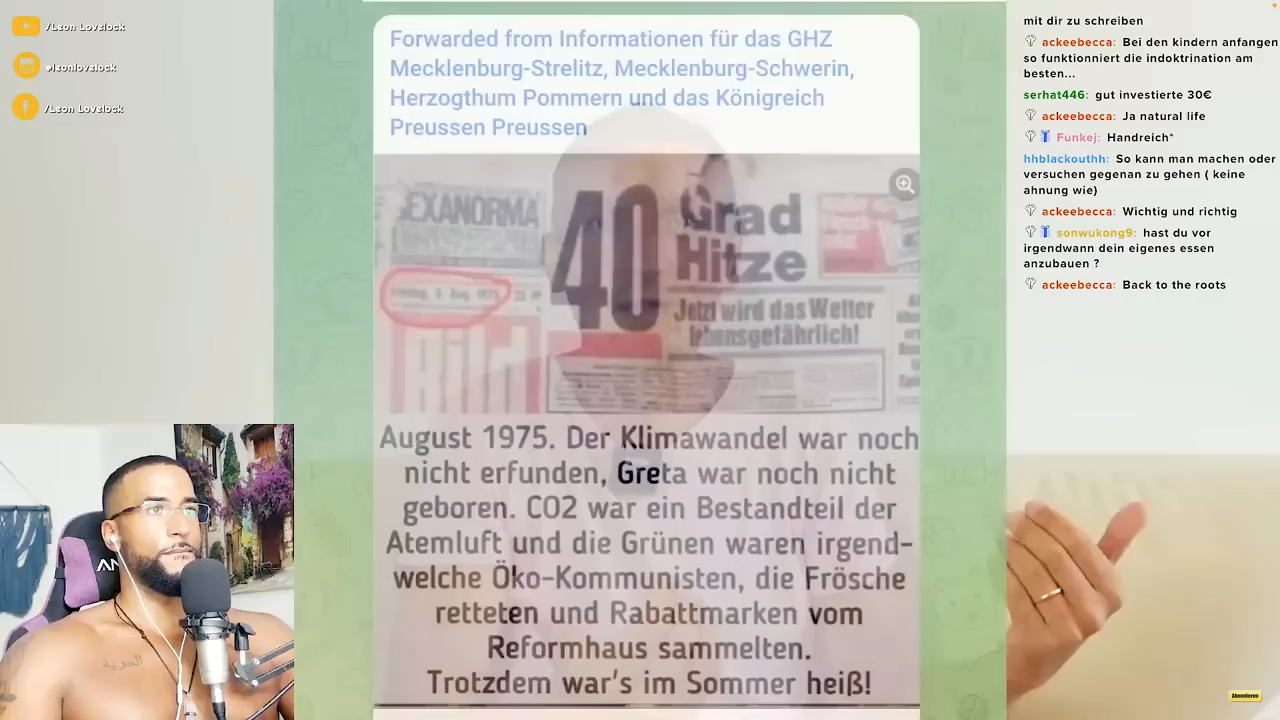 /Leon Lovelock
@leonlovelock
/Leon Lovelock
Forwarded from Informationen für das GHZ
Mecklenburg-Strelitz, Mecklenburg-Schwerin,
Herzogthum Pommern und das Königreich
Preussen Preussen
EXANORMA
40
Grad
Hitze
Jetzt wird das Wetter
lebensgefährlich!
Bild
August 1975. Der Klimawandel war noch
nicht erfunden, Greta war noch nicht
geboren. CO2 war ein Bestandteil der
Atemluft und die Grünen waren irgend-
welche Öko-Kommunisten, die Frösche
retteten und Rabattmarken vom
Reformhaus sammelten.
Trotzdem war's im Sommer heiß!
mit dir zu schreiben
ackeebecca: Bei den kindern anfangen
so funktionniert die indoktrination am
besten...
serhat446: gut investierte 30€
ackeebecca: Ja natural life
Funkej: Handreich*
hhblackouthh: So kann man machen oder
versuchen gegenan zu gehen ( keine
ahnung wie)
ackeebecca: Wichtig und richtig
sonwukong9: hast du vor
irgendwann dein eigenes essen
anzubauen ?
ackeebecca: Back to the roots
Abonnieren